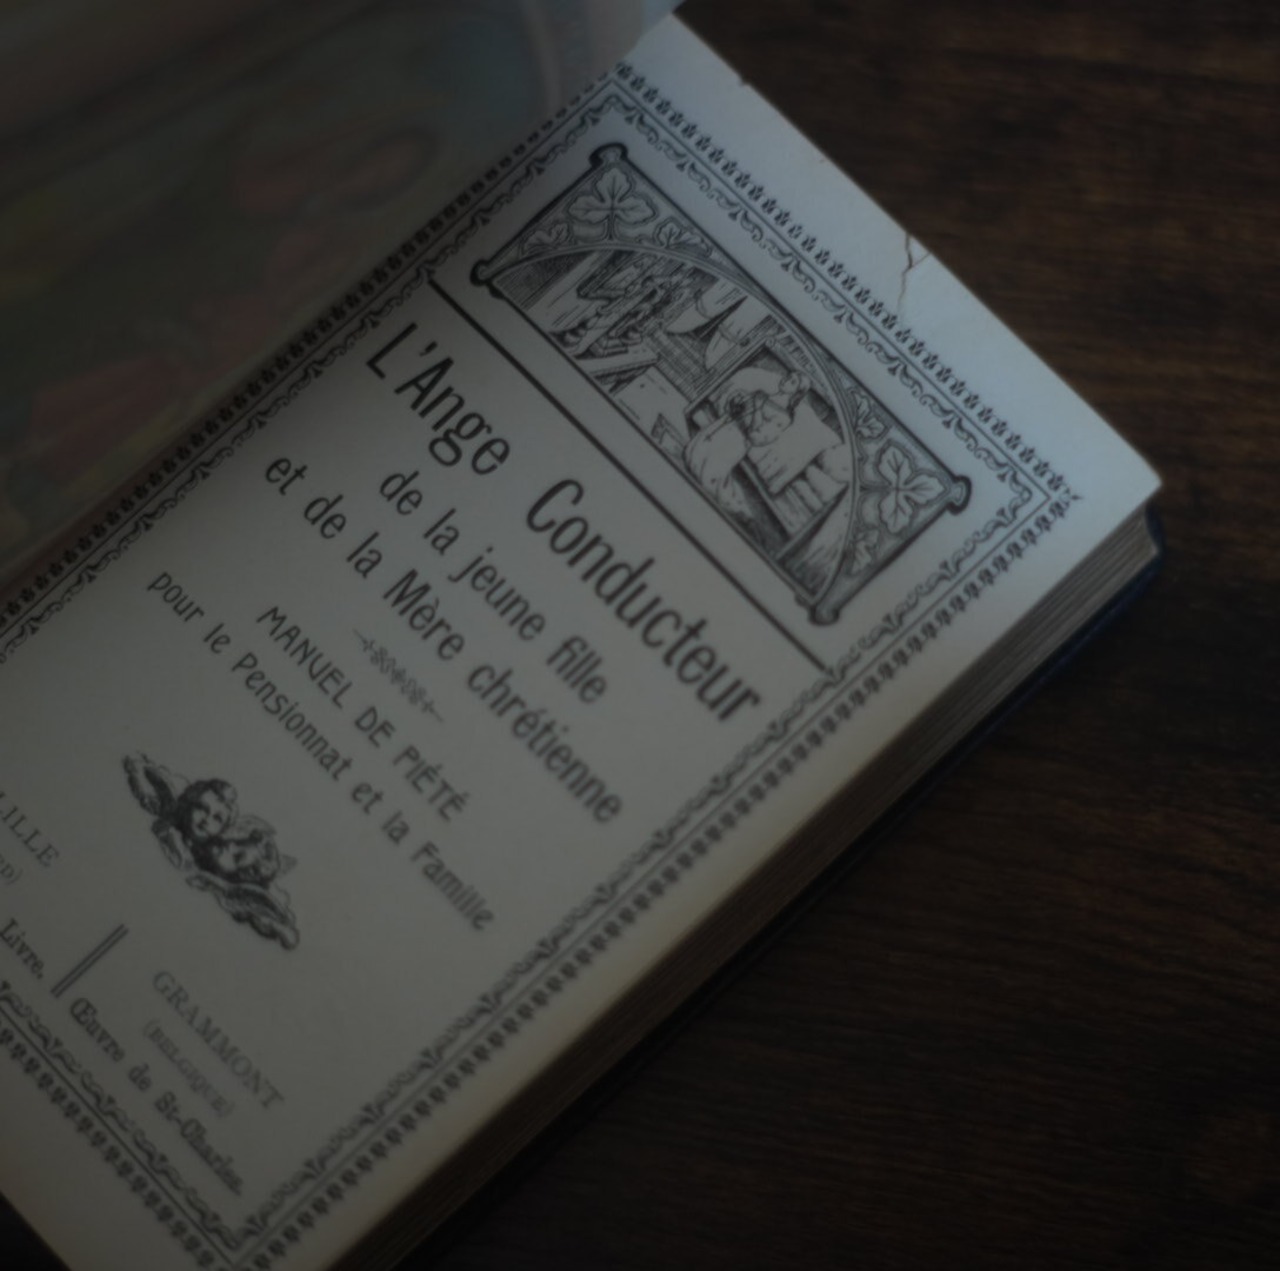 L'Ange Conducteur
de la jeune fille
et de la Mère chrétienne
MANUEL DE PIÉTÉ
pour le Pensionnat et la Famille
LILLE
Livre.
GRAMMONT
(BELGIQUE)
Œuvre de St-Charles.